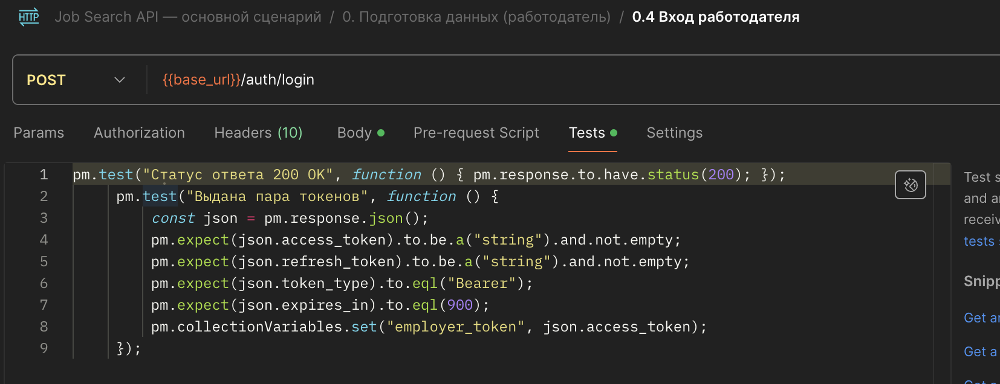 HTTP Job Search API — основной сценарий / 0. Подготовка данных (работодатель) / 0.4 Вход работодателя
POST {{base_url}}/auth/login
Params Authorization Headers (10) Body Pre-request Script Tests Settings
1 pm.test("Статус ответа 200 OK", function () { pm.response.to.have.status(200); });
2 pm.test("Выдана пара токенов", function () {
3 const json = pm.response.json();
4 pm.expect(json.access_token).to.be.a("string").and.not.empty;
5 pm.expect(json.refresh_token).to.be.a("string").and.not.empty;
6 pm.expect(json.token_type).to.eql("Bearer");
7 pm.expect(json.expires_in).to.eql(900);
8 pm.collectionVariables.set("employer_token", json.access_token);
9 });
Test s
and a
receiv
tests
Snipp
Get a
Get a